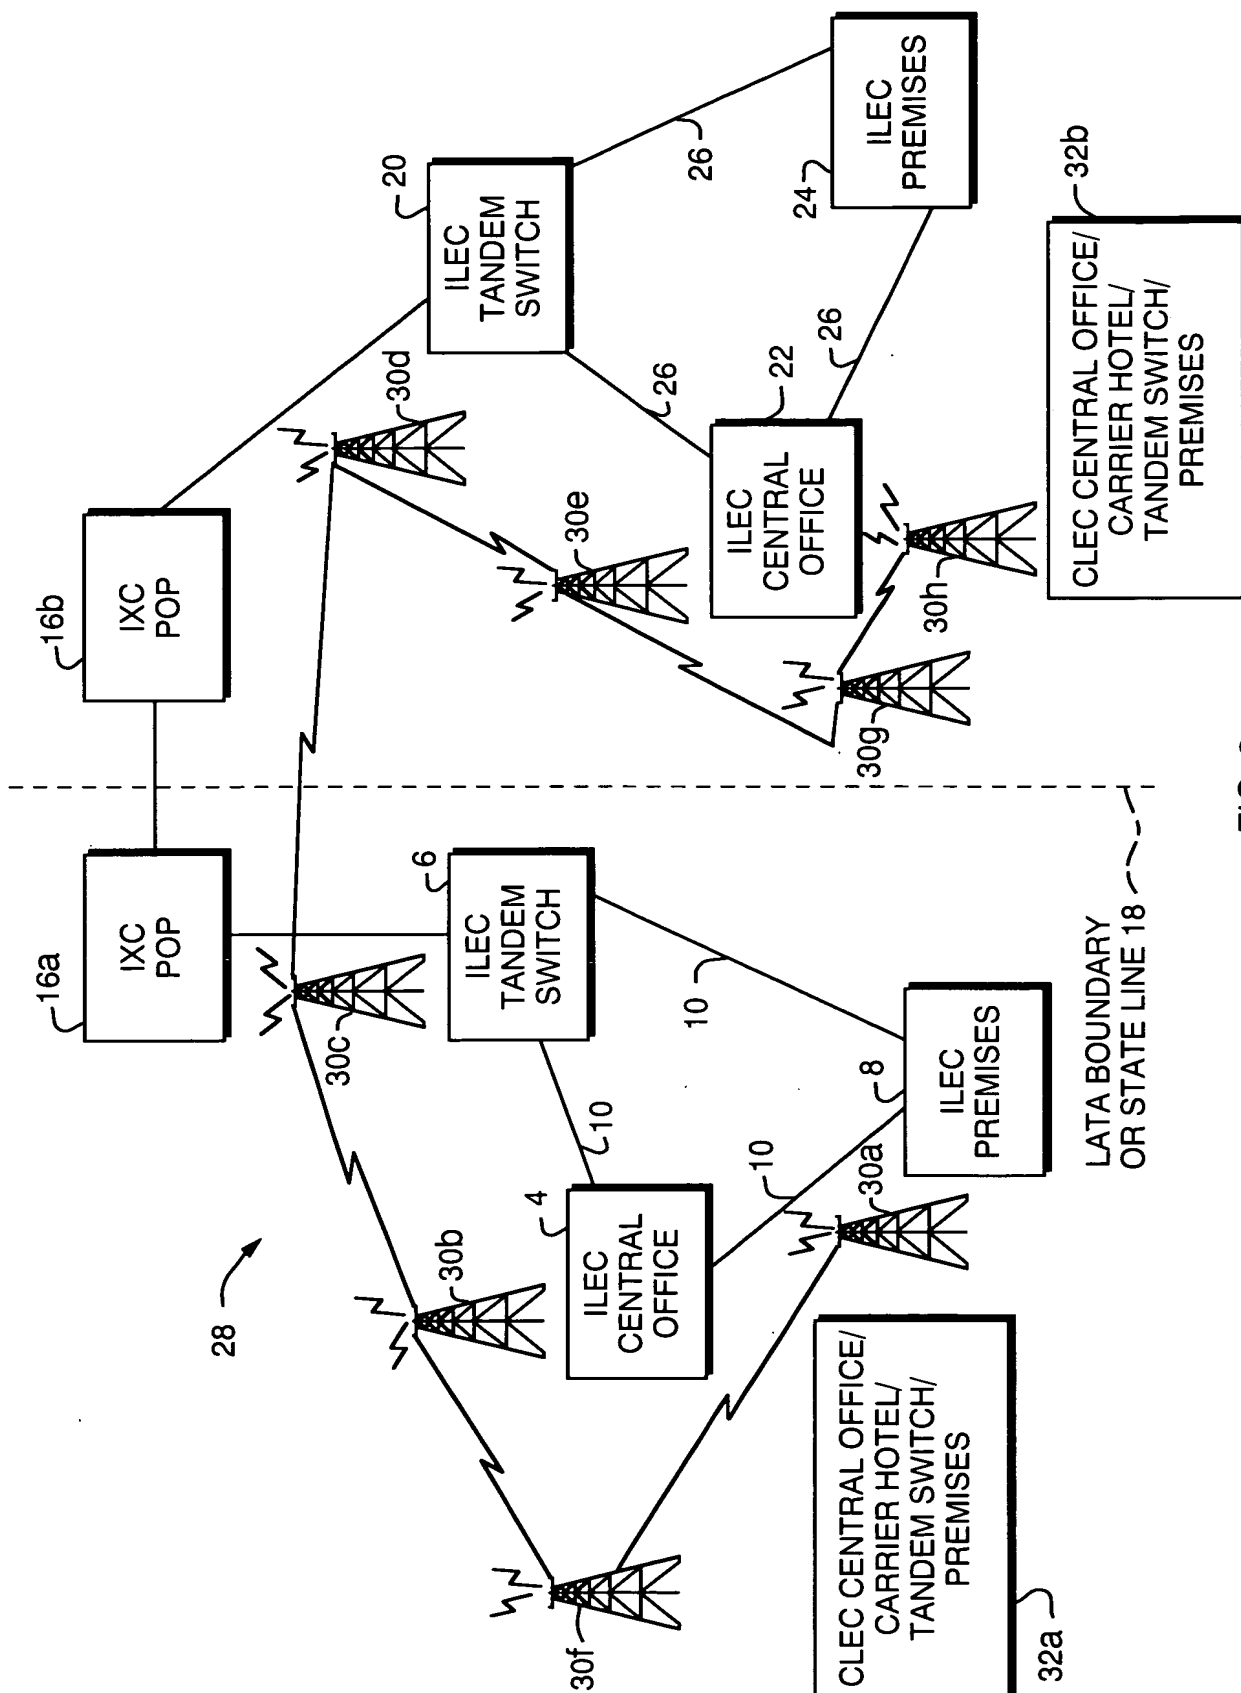 28
16a
IXC
POP
16b
IXC
POP
30c
30d
20
ILEC
TANDEM
SWITCH
6
ILEC
TANDEM
SWITCH
30b
10
10
4
ILEC
CENTRAL
OFFICE
10
30f
30a
8
ILEC
PREMISES
30e
26
26
26
22
ILEC
CENTRAL
OFFICE
24
ILEC
PREMISES
30g
30h
CLEC CENTRAL OFFICE/
CARRIER HOTEL/
TANDEM SWITCH/
PREMISES
32a
LATA BOUNDARY
OR STATE LINE 18
CLEC CENTRAL OFFICE/
CARRIER HOTEL/
TANDEM SWITCH/
PREMISES
32b